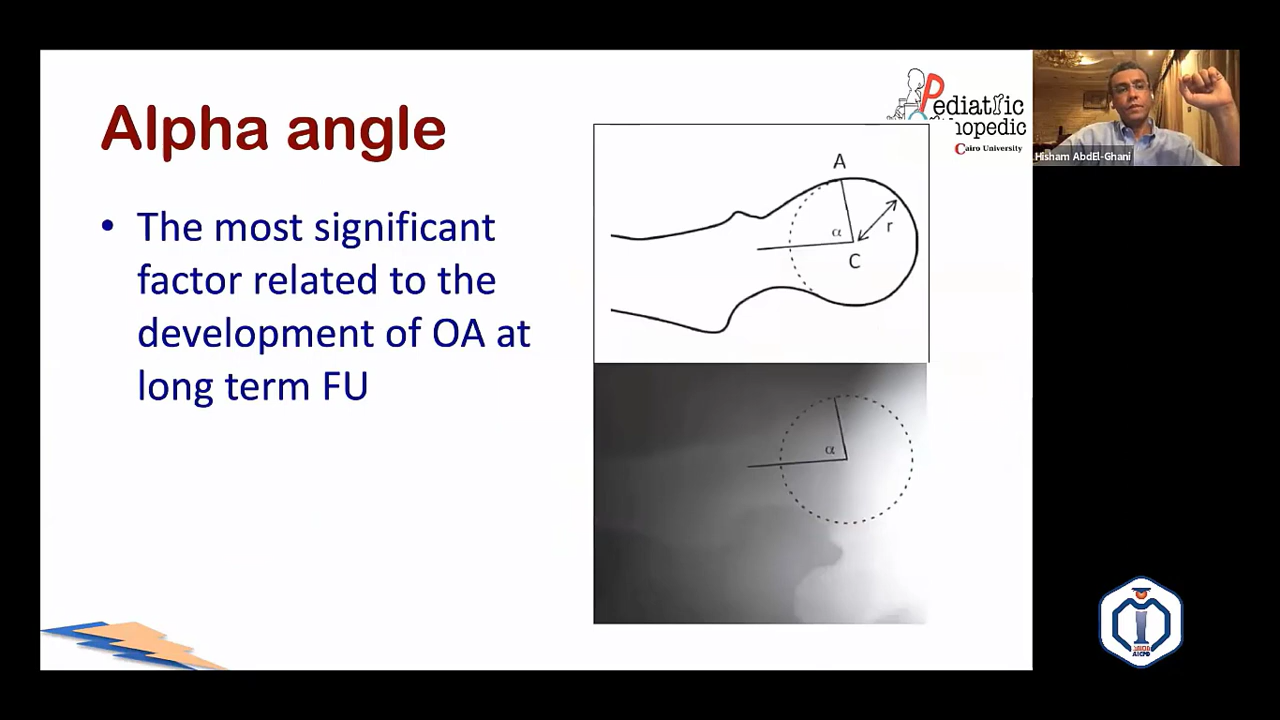 Alpha angle
• The most significant
factor related to the
development of OA at
long term FU
Pediatric
Cairo University
A
α
r
C
α
Hisham AbdEl-Ghani